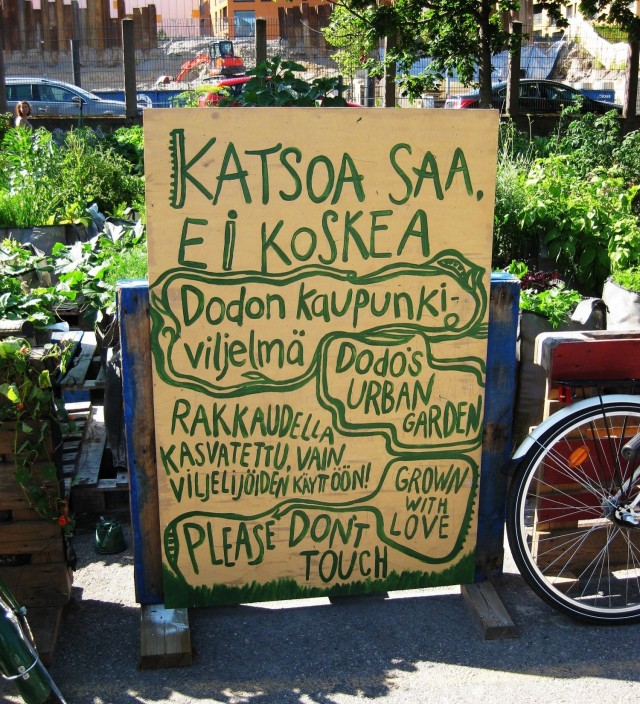 KATSOA SAA,
EI KOSKEA
Dodon kaupunki-
viljelmä
DODO'S
URBAN
GARDEN
RAKKAUDELLA
KASVATETTU, VAIN
VILJELIJÖIDEN KÄYTTÖÖN!
GROWN
WITH
LOVE
PLEASE DONT
TOUCH